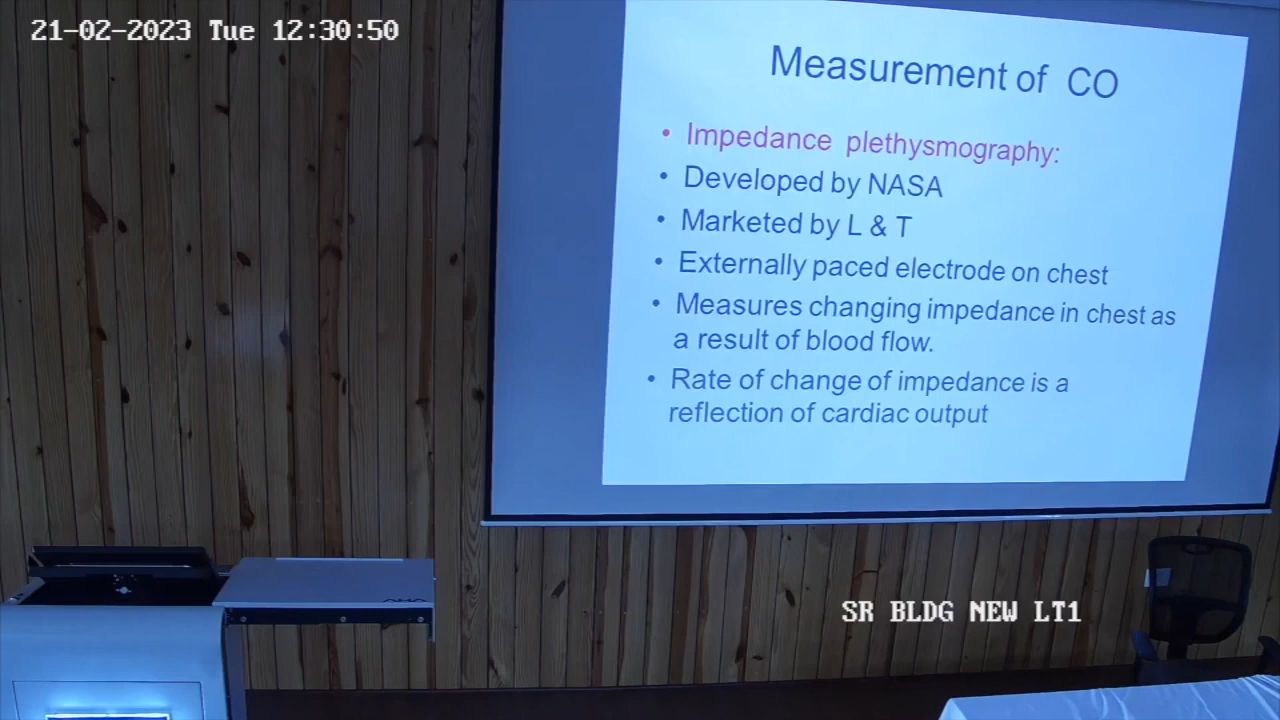 21-02-2023 Tue 12:30:50
Measurement of CO
• Impedance plethysmography:
• Developed by NASA
• Marketed by L & T
• Externally paced electrode on chest
• Measures changing impedance in chest as
a result of blood flow.
• Rate of change of impedance is a
reflection of cardiac output
SR BLDG NEW LT1